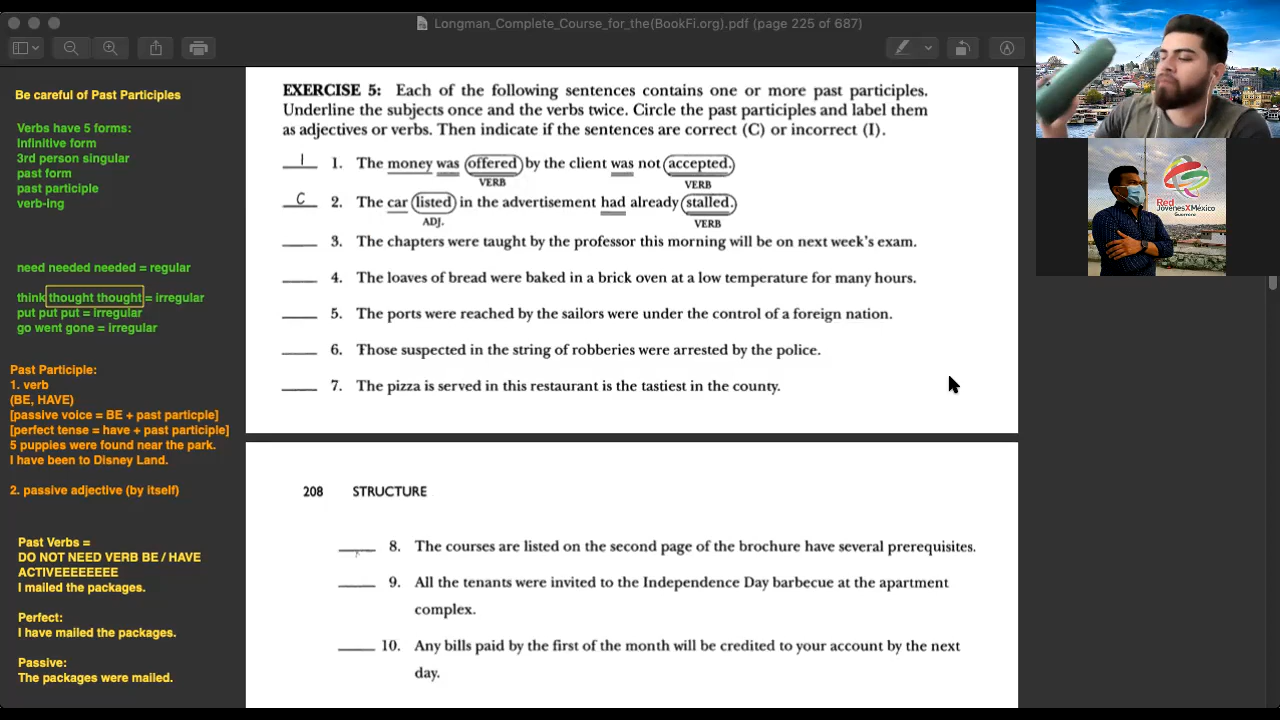 Longman_Complete_Course_for_the(BookFi.org).pdf (page 225 of 687)
Be careful of Past Participles
Verbs have 5 forms:
Infinitive form
3rd person singular
past form
past participle
verb-ing
need needed needed = regular
think thought thought = irregular
put put put = irregular
go went gone = irregular
Past Participle:
1. verb
(BE, HAVE)
[passive voice = BE + past particple]
[perfect tense = have + past participle]
5 puppies were found near the park.
I have been to Disney Land.
2. passive adjective (by itself)
Past Verbs =
DO NOT NEED VERB BE / HAVE
ACTIVEEEEEEEE
I mailed the packages.
Perfect:
I have mailed the packages.
Passive:
The packages were mailed.
EXERCISE 5: Each of the following sentences contains one or more past participles.
Underline the subjects once and the verbs twice. Circle the past participles and label them
as adjectives or verbs. Then indicate if the sentences are correct (C) or incorrect (I).
I 1. The money was offered by the client was not accepted.
VERB VERB
C 2. The car listed in the advertisement had already stalled.
ADJ. VERB
3. The chapters were taught by the professor this morning will be on next week's exam.
4. The loaves of bread were baked in a brick oven at a low temperature for many hours.
5. The ports were reached by the sailors were under the control of a foreign nation.
6. Those suspected in the string of robberies were arrested by the police.
7. The pizza is served in this restaurant is the tastiest in the county.
208 STRUCTURE
8. The courses are listed on the second page of the brochure have several prerequisites.
9. All the tenants were invited to the Independence Day barbecue at the apartment
complex.
10. Any bills paid by the first of the month will be credited to your account by the next
day.
Red
JóvenesXMéxico
Guerrero